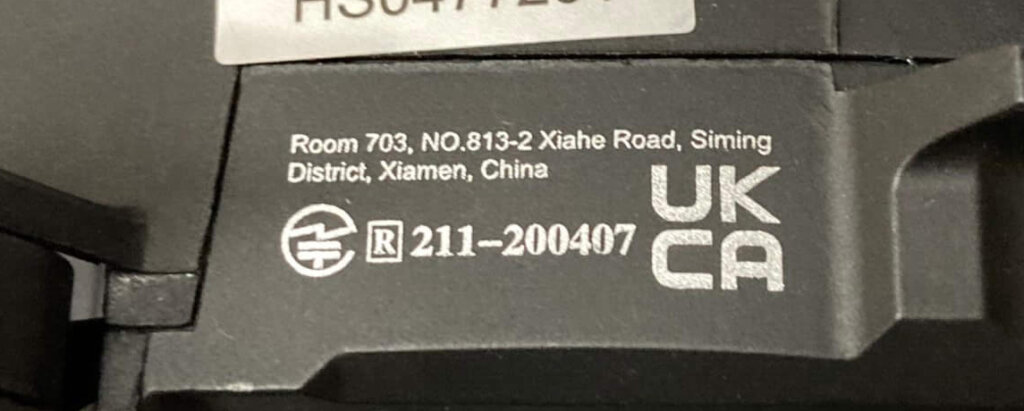 Room 703, NO.813-2 Xiahe Road, Siming
District, Xiamen, China
R 211-200407
UK
CA